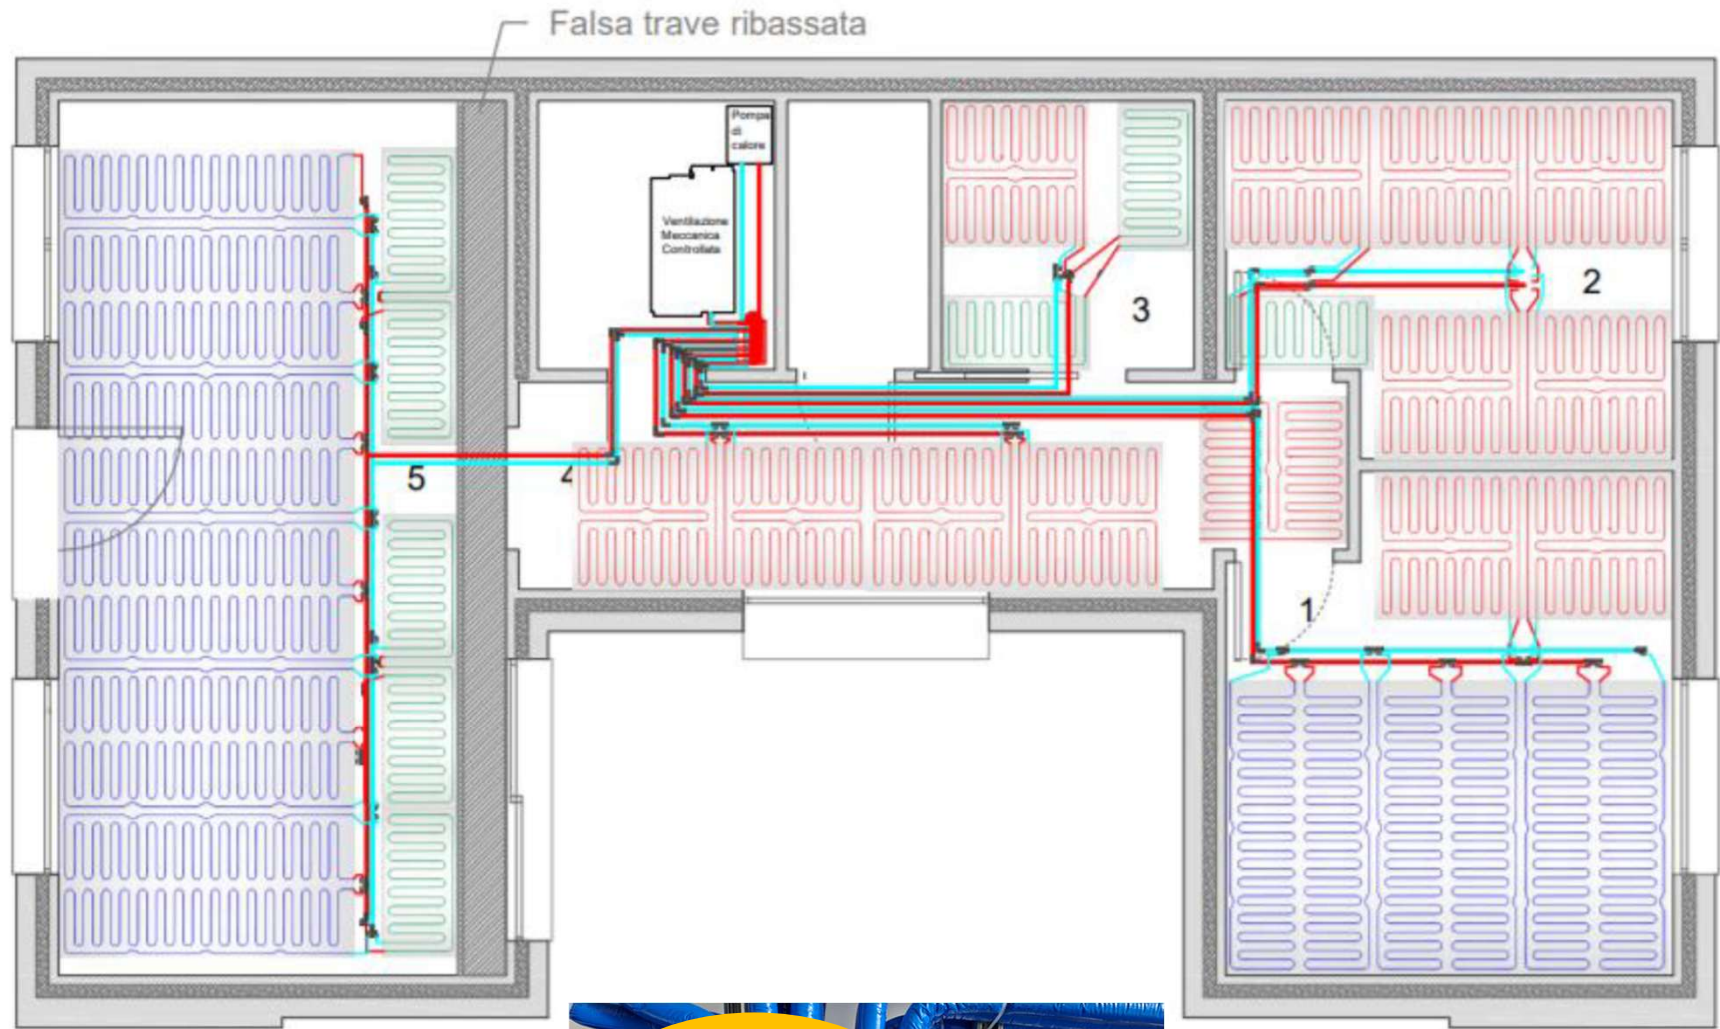 Falsa trave ribassata
Pompa
di
calore
Ventilazione
Meccanica
Controllata
3
2
5
4
1